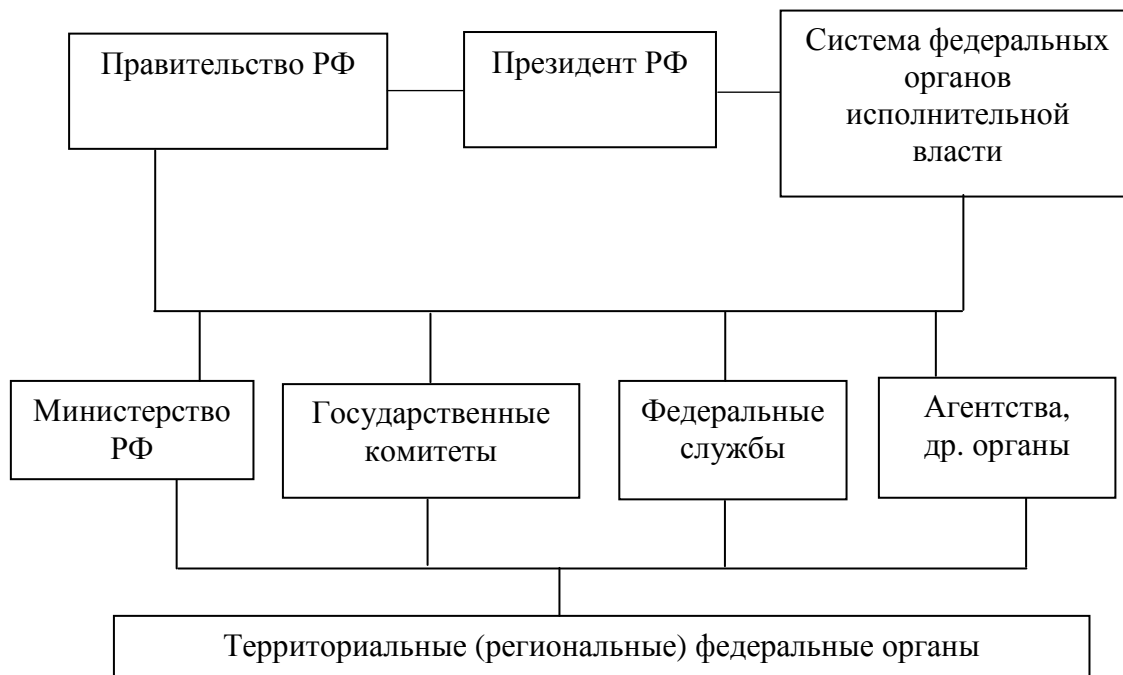 Правительство РФ
Президент РФ
Система федеральных
органов
исполнительной
власти
Министерство
РФ
Государственные
комитеты
Федеральные
службы
Агентства,
др. органы
Территориальные (региональные) федеральные органы